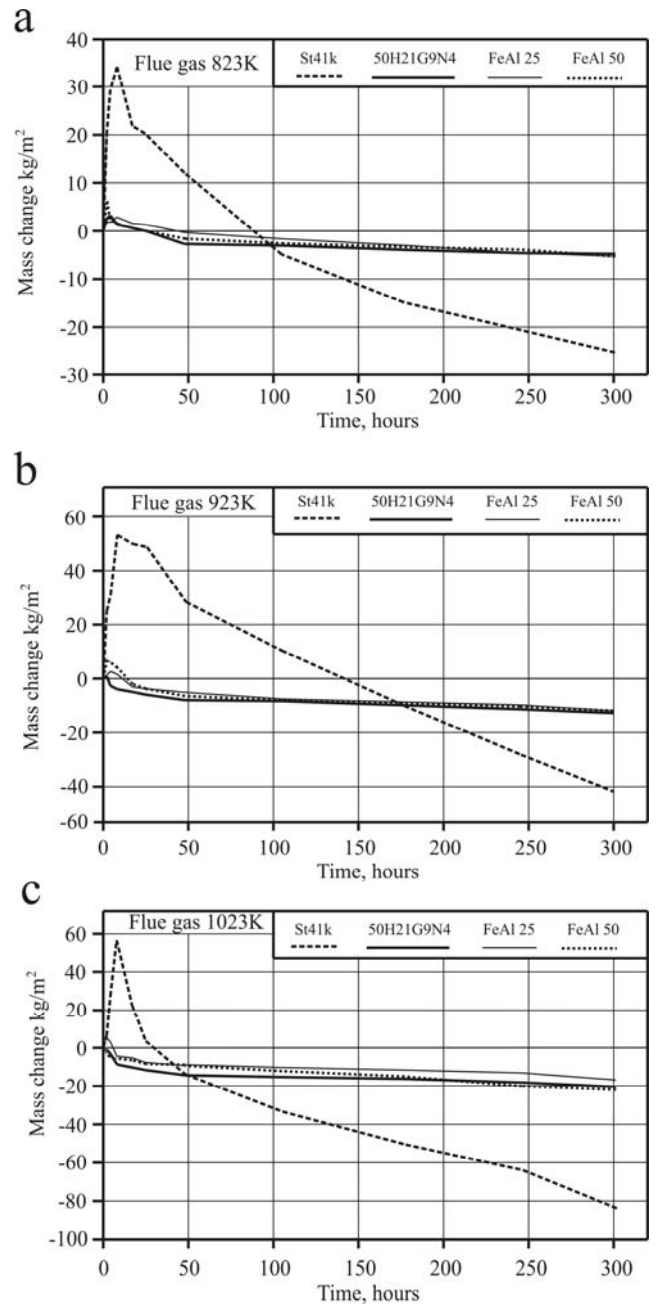 a
Flue gas 823K
St41k 50H21G9N4 FeAl 25 FeAl 50
Mass change kg/m²
40
30
20
10
0
-10
-20
-30
0 50 100 150 200 250 300
Time, hours
b
Flue gas 923K
St41k 50H21G9N4 FeAl 25 FeAl 50
Mass change kg/m²
60
40
20
0
-20
-40
-60
0 50 100 150 200 250 300
Time, hours
c
Flue gas 1023K
St41k 50H21G9N4 FeAl 25 FeAl 50
Mass change kg/m²
60
40
20
0
-20
-40
-60
-80
-100
0 50 100 150 200 250 300
Time, hours